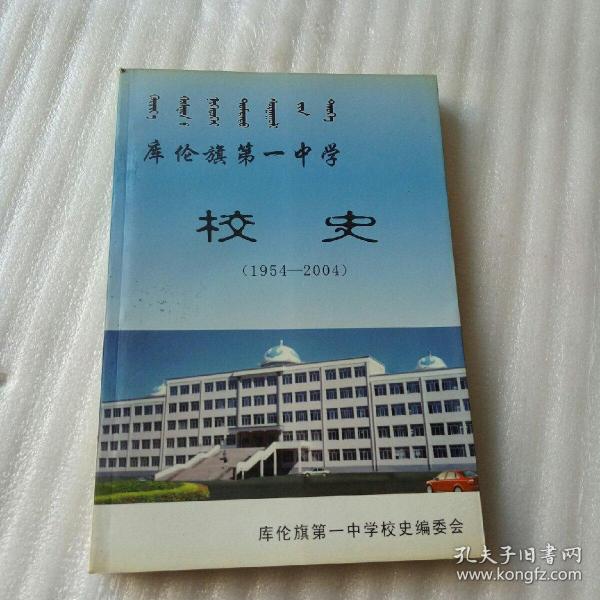 库伦旗第一中学
校史
(1954—2004)
库伦旗第一中学校史编委会
孔夫子旧书网
www.kongfz.com